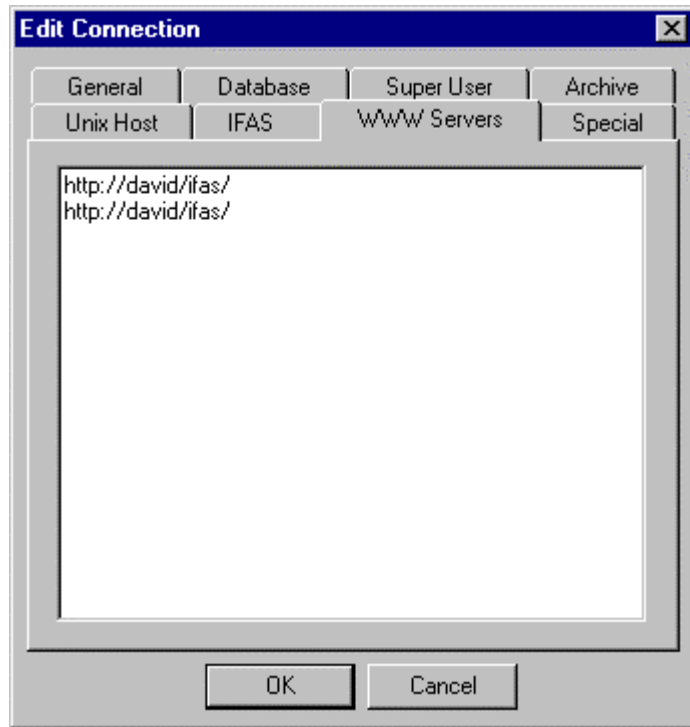 Edit Connection
General Database Super User Archive
Unix Host IFAS WWW Servers Special
http://david/ifas/
http://david/ifas/
OK Cancel